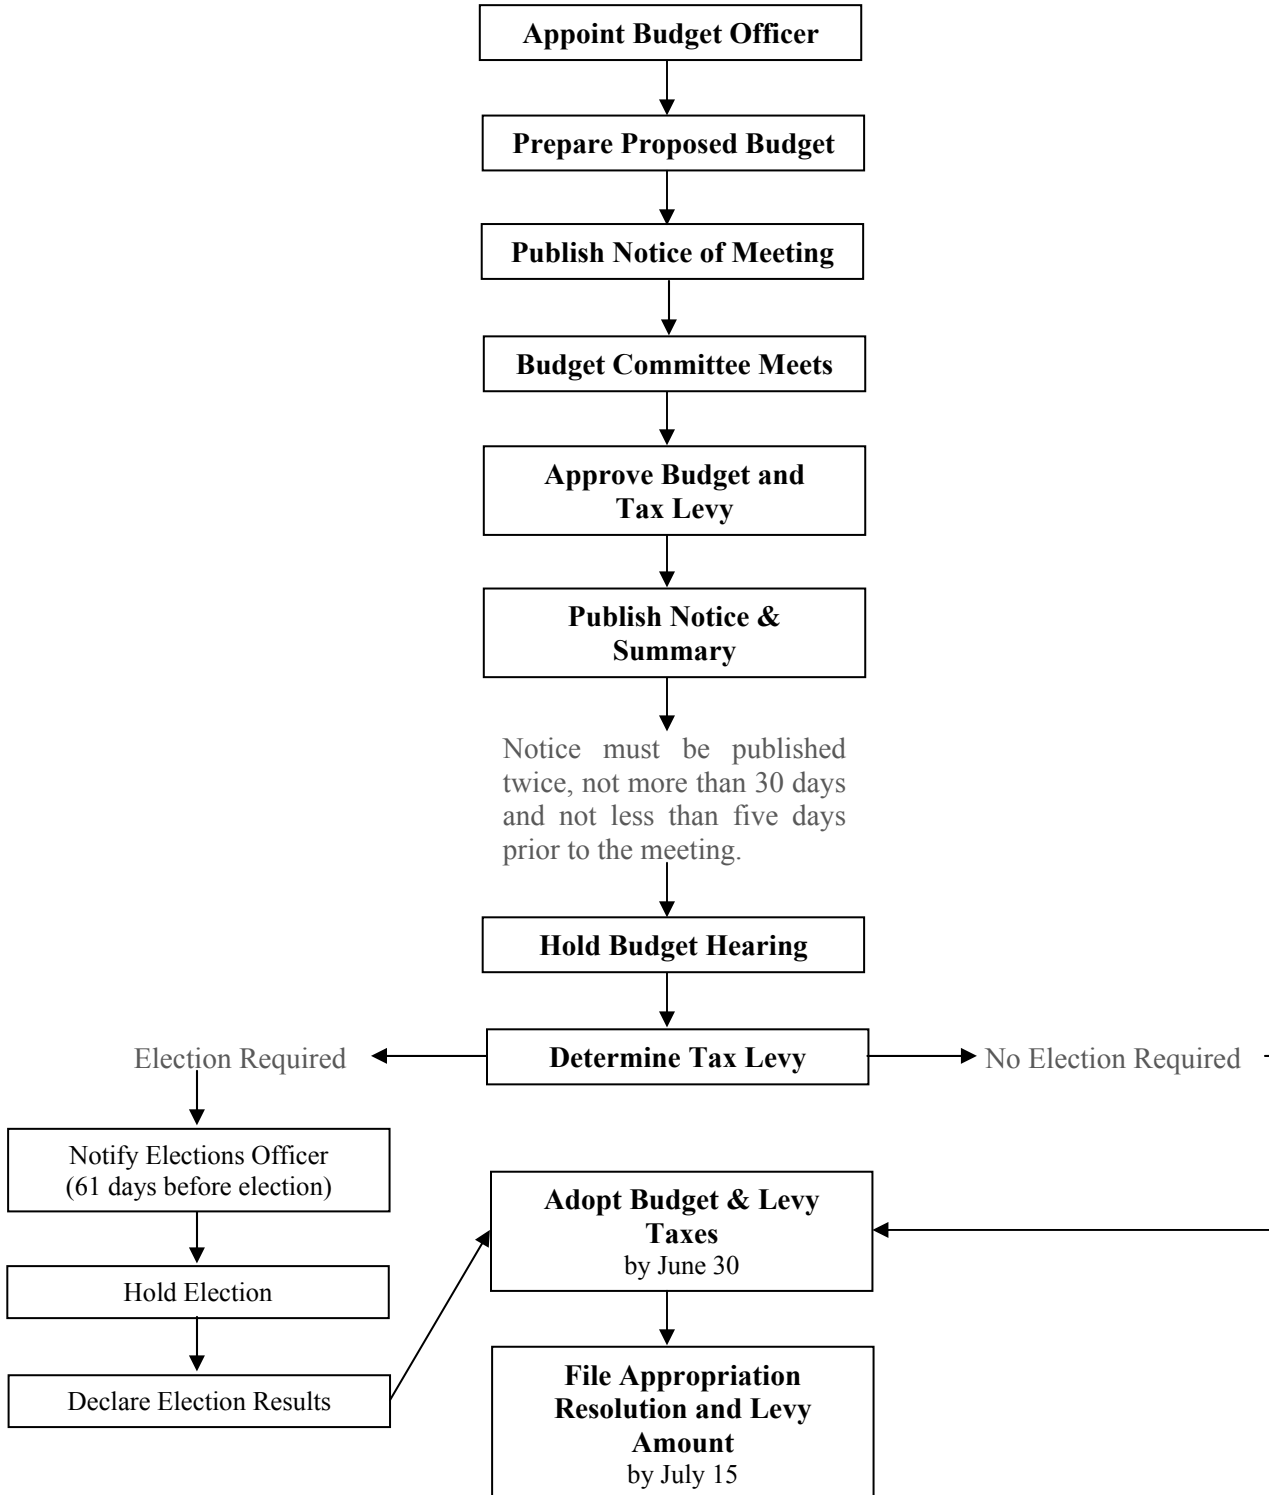 Appoint Budget Officer
Prepare Proposed Budget
Publish Notice of Meeting
Budget Committee Meets
Approve Budget and
Tax Levy
Publish Notice &
Summary
Notice must be published
twice, not more than 30 days
and not less than five days
prior to the meeting.
Hold Budget Hearing
Election Required
Determine Tax Levy
No Election Required
Notify Elections Officer
(61 days before election)
Hold Election
Declare Election Results
Adopt Budget & Levy
Taxes
by June 30
File Appropriation
Resolution and Levy
Amount
by July 15